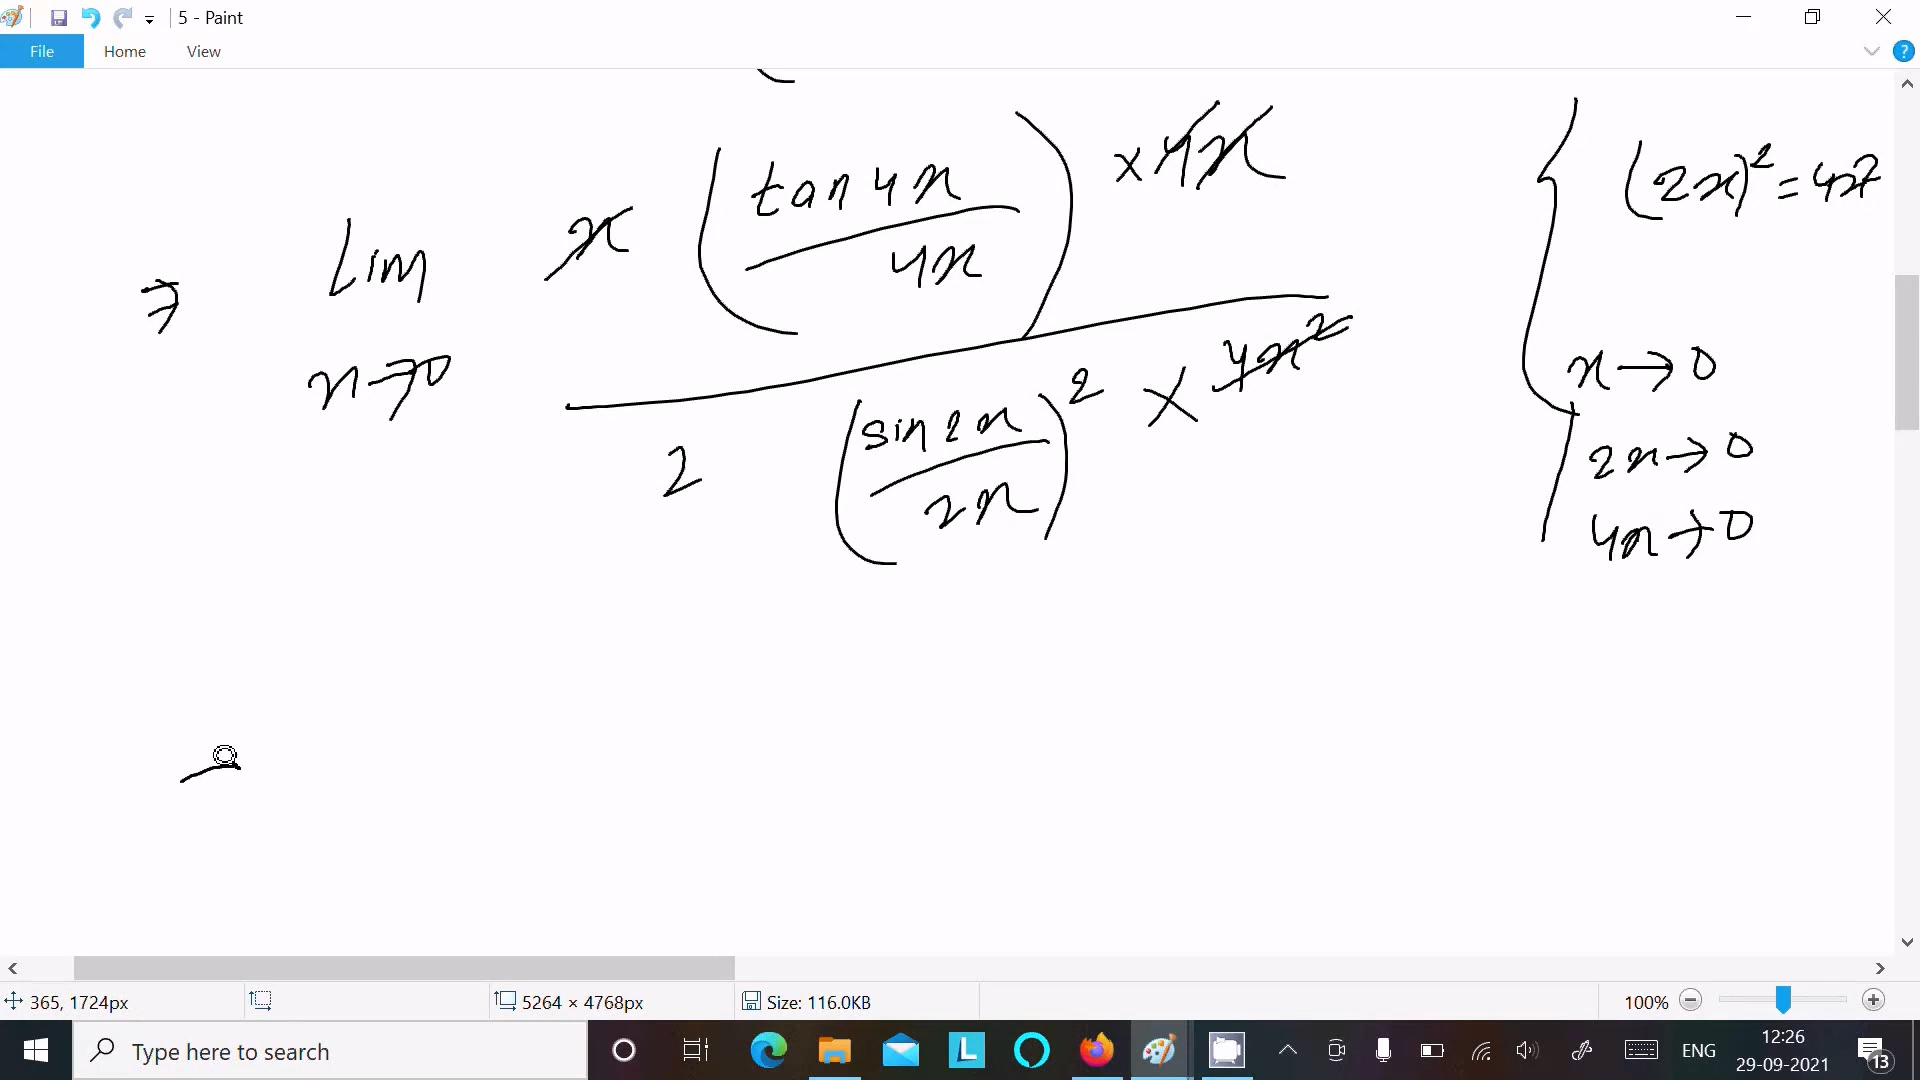 5 - Paint
File Home View
⇒ Lim x→0 x (tan 4x / 4x) × 4x
2 (sin 2x / 2x)² × 4x²
(2x)² = 4x²
x → 0
2x → 0
4x → 0
365, 1724px 5264 × 4768px Size: 116.0KB 100%
Type here to search
L
ENG
12:26
29-09-2021
13